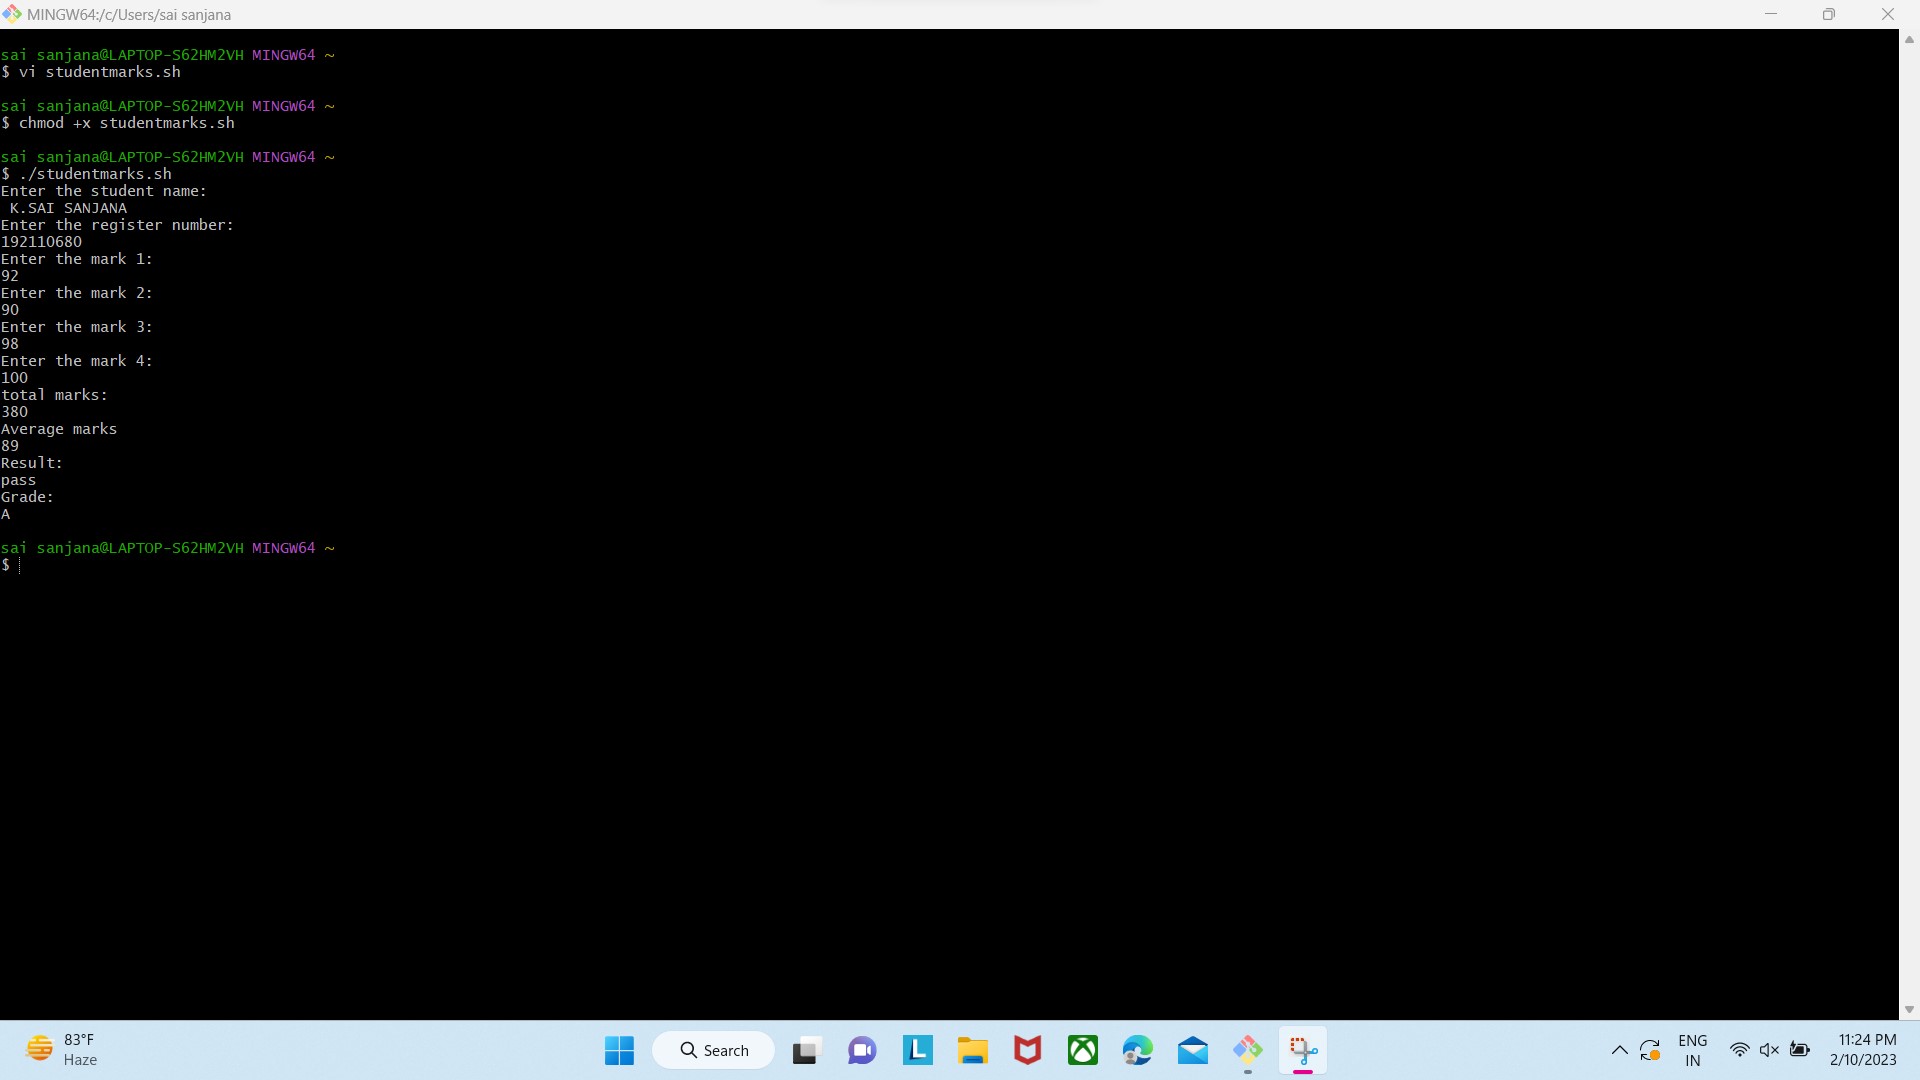 MINGW64:/c/Users/sai sanjana
sai sanjana@LAPTOP-S62HM2VH MINGW64 ~
$ vi studentmarks.sh
sai sanjana@LAPTOP-S62HM2VH MINGW64 ~
$ chmod +x studentmarks.sh
sai sanjana@LAPTOP-S62HM2VH MINGW64 ~
$ ./studentmarks.sh
Enter the student name:
K.SAI SANJANA
Enter the register number:
192110680
Enter the mark 1:
92
Enter the mark 2:
90
Enter the mark 3:
98
Enter the mark 4:
100
total marks:
380
Average marks
89
Result:
pass
Grade:
A
sai sanjana@LAPTOP-S62HM2VH MINGW64 ~
$
83°F
Haze
Search
L
ENG
IN
11:24 PM
2/10/2023